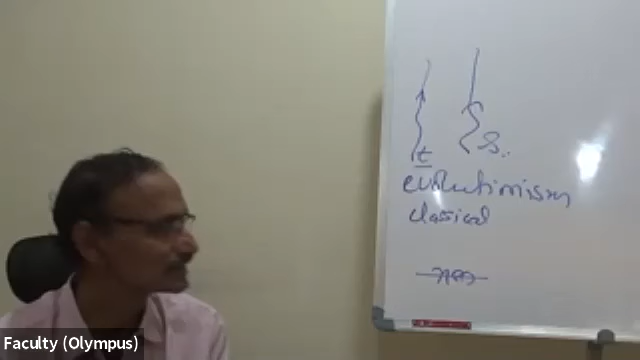 t
S.
evolutionism
classical
Faculty (Olympus)